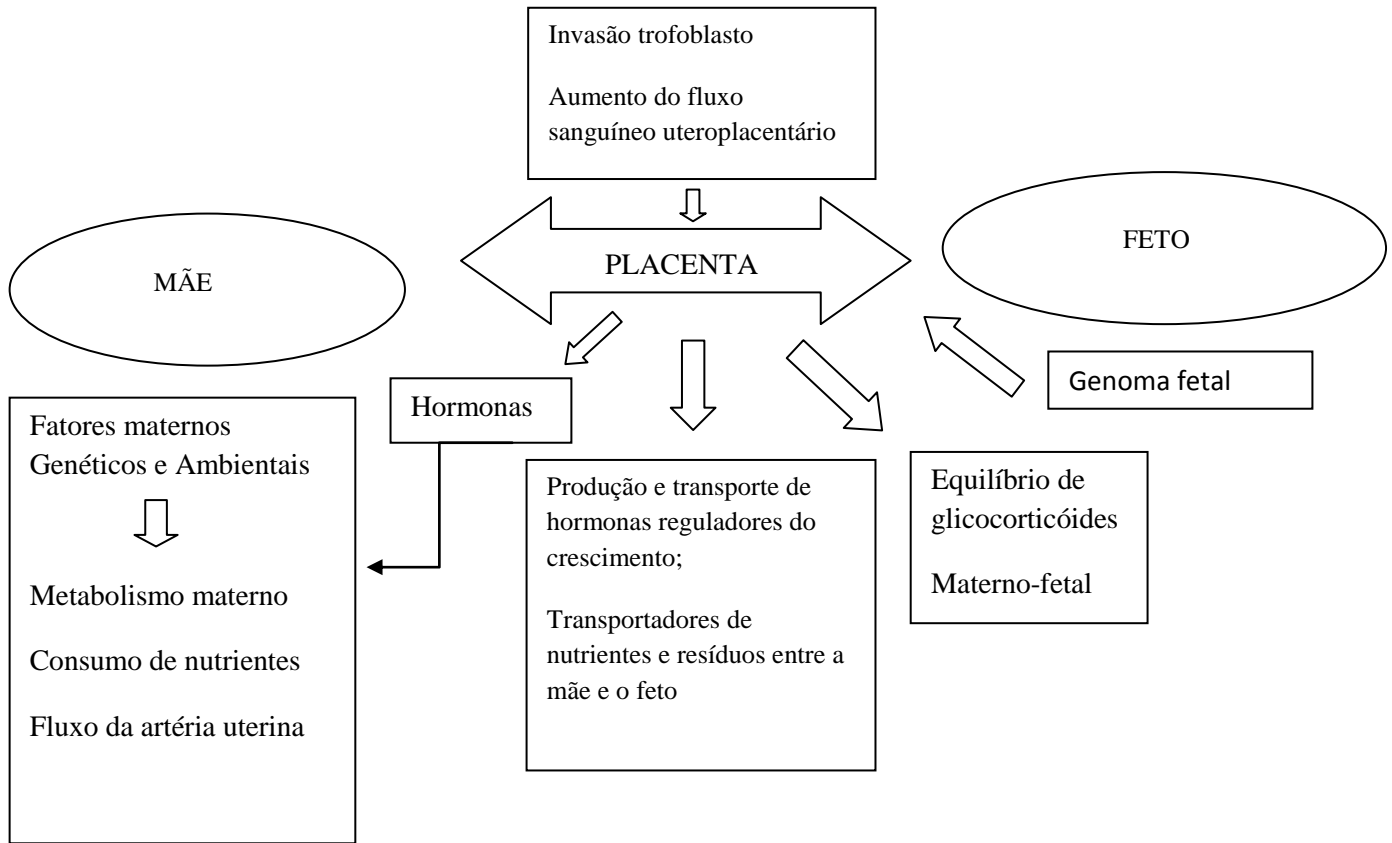 Invasão trofoblasto
Aumento do fluxo
sanguíneo uteroplacentário
MÃE
PLACENTA
FETO
Genoma fetal
Hormonas
Fatores maternos
Genéticos e Ambientais
Metabolismo materno
Consumo de nutrientes
Fluxo da artéria uterina
Produção e transporte de
hormonas reguladores do
crescimento;
Transportadores de
nutrientes e resíduos entre a
mãe e o feto
Equilíbrio de
glicocorticóides
Materno-fetal